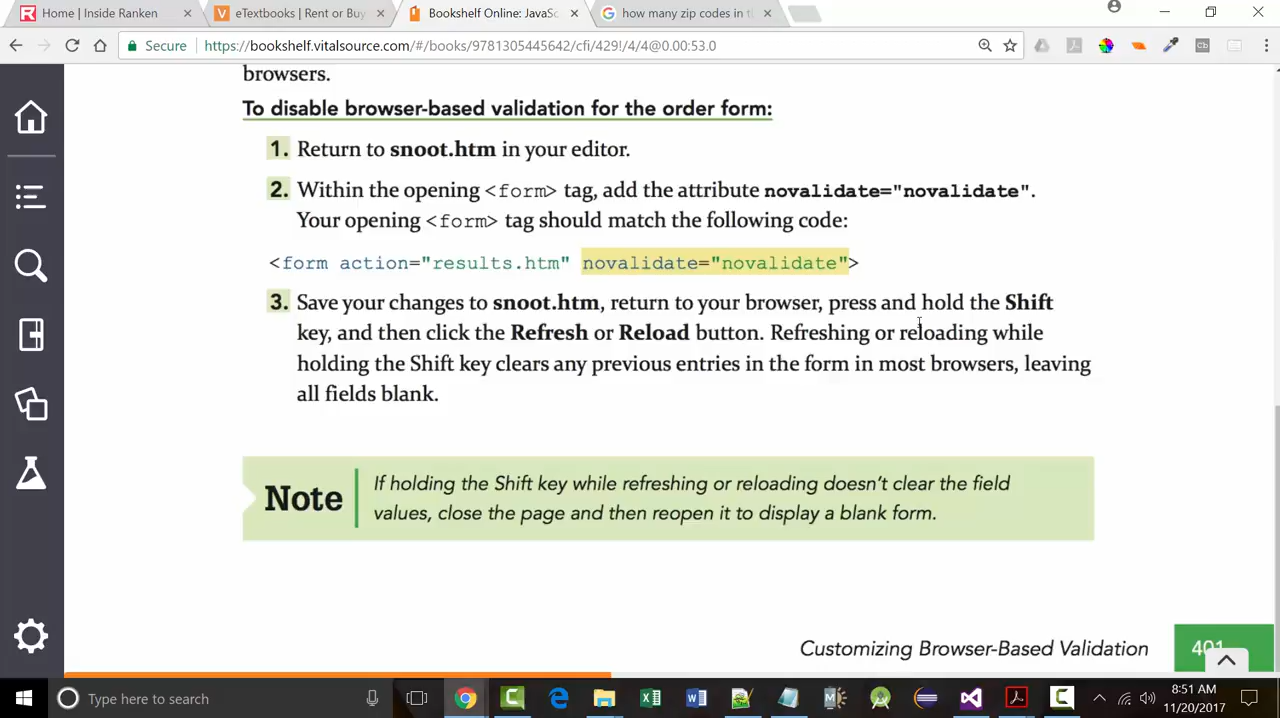 Home | Inside Ranken
eTextbooks | Rent or Buy
Bookshelf Online: JavaSc
how many zip codes in t
Secure
https://bookshelf.vitalsource.com/#/books/9781305445642/cfi/429!/4/4@0.00:53.0
browsers.
To disable browser-based validation for the order form:
1. Return to snoot.htm in your editor.
2. Within the opening <form> tag, add the attribute novalidate="novalidate".
Your opening <form> tag should match the following code:
<form action="results.htm" novalidate="novalidate">
3. Save your changes to snoot.htm, return to your browser, press and hold the Shift
key, and then click the Refresh or Reload button. Refreshing or reloading while
holding the Shift key clears any previous entries in the form in most browsers, leaving
all fields blank.
Note
If holding the Shift key while refreshing or reloading doesn't clear the field
values, close the page and then reopen it to display a blank form.
Customizing Browser-Based Validation
401
Type here to search
8:51 AM
11/20/2017